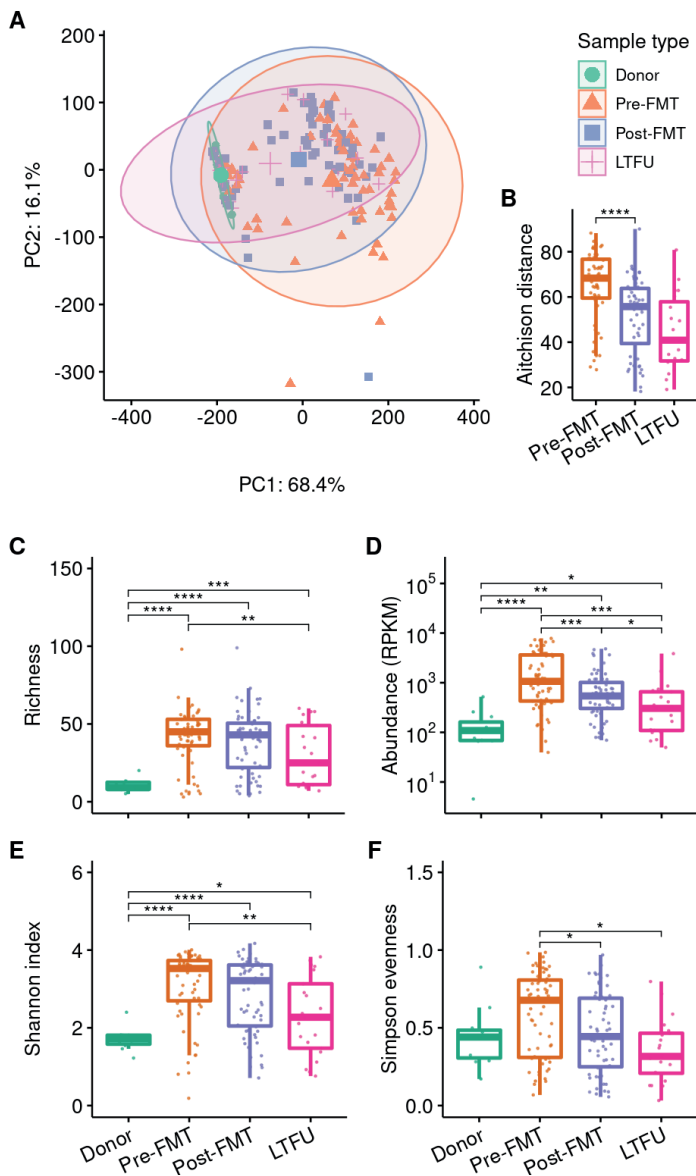 A
200
100
0
-100
-200
-300
PC2: 16.1%
-400
-200
0
200
400
PC1: 68.4%
Sample type
Donor
Pre-FMT
Post-FMT
LTFU
B
****
80
60
40
20
Aitchison distance
Pre-FMT
Post-FMT
LTFU
C
150
100
50
0
Richness
***
****
****
**
D
10^5
10^4
10^3
10^2
10^1
Abundance (RPKM)
*
**
****
***
***
*
E
6
4
2
0
Shannon index
*
****
****
**
Donor
Pre-FMT
Post-FMT
LTFU
F
1.5
1.0
0.5
0.0
Simpson evenness
*
*
Donor
Pre-FMT
Post-FMT
LTFU